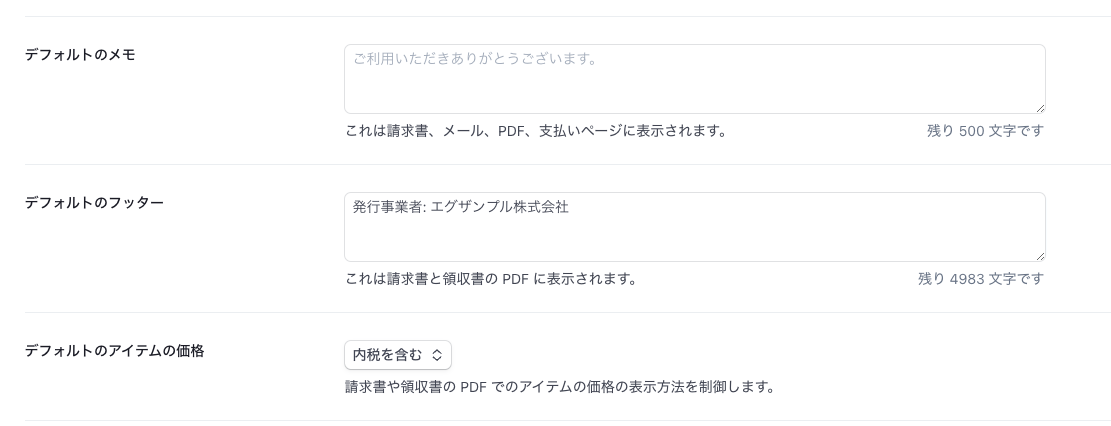 デフォルトのメモ
ご利用いただきありがとうございます。
これは請求書、メール、PDF、支払いページに表示されます。
残り 500 文字です
デフォルトのフッター
発行事業者: エグザンプル株式会社
これは請求書と領収書の PDF に表示されます。
残り 4983 文字です
デフォルトのアイテムの価格
内税を含む
請求書や領収書の PDF でのアイテムの価格の表示方法を制御します。